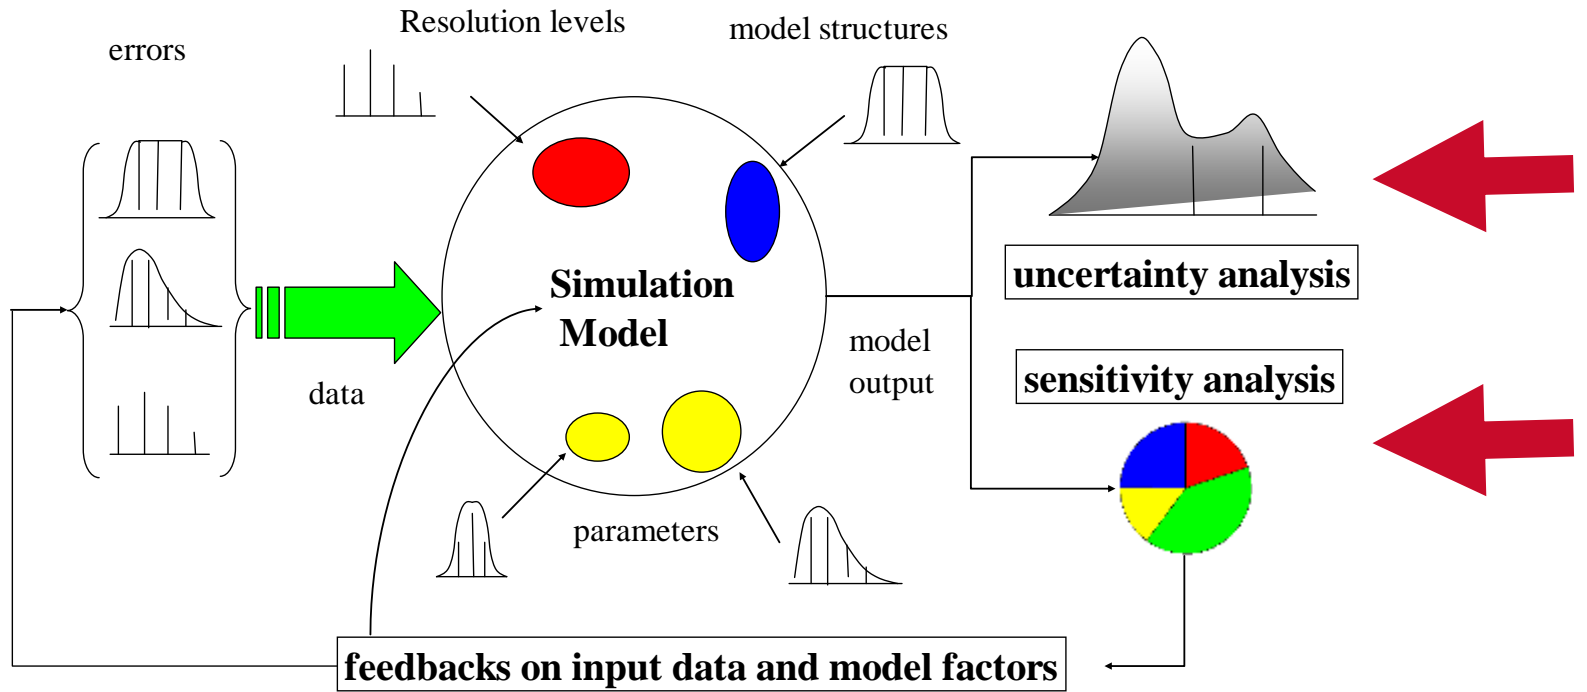 Resolution levels
model structures
errors
uncertainty analysis
Simulation
Model
model
output
sensitivity analysis
data
parameters
feedbacks on input data and model factors